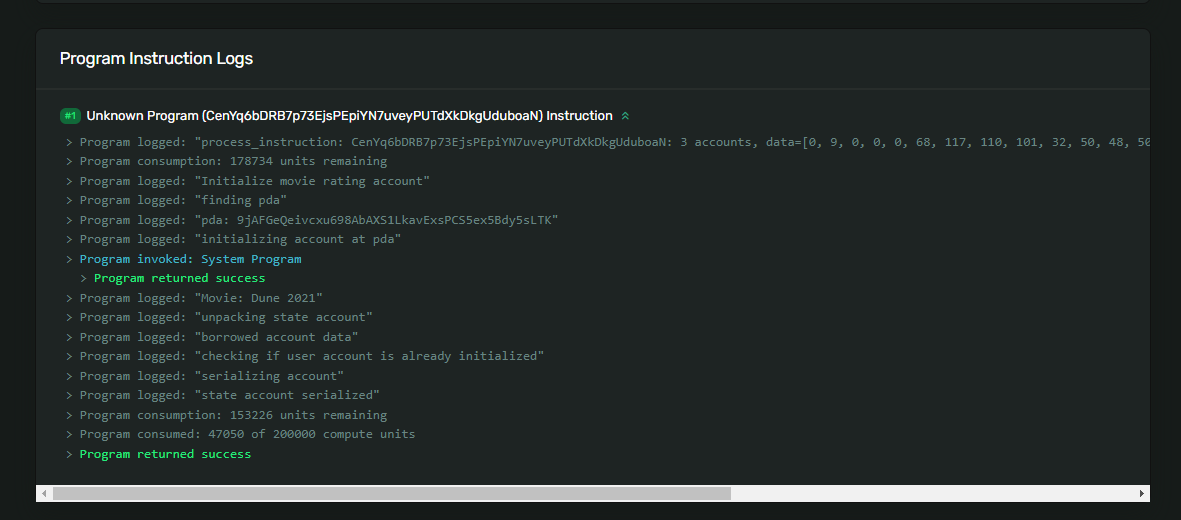 Program Instruction Logs
#1 Unknown Program (CenYq6bDRB7p73EjsPEpiYN7uveyPUTdXkDkgUduboaN) Instruction
> Program logged: "process_instruction: CenYq6bDRB7p73EjsPEpiYN7uveyPUTdXkDkgUduboaN: 3 accounts, data=[0, 9, 0, 0, 0, 68, 117, 110, 101, 32, 50, 48, 50
> Program consumption: 178734 units remaining
> Program logged: "Initialize movie rating account"
> Program logged: "finding pda"
> Program logged: "pda: 9jAFGeQeivcxu698AbAXS1LkavExsPCS5ex5Bdy5sLTK"
> Program logged: "initializing account at pda"
> Program invoked: System Program
> Program returned success
> Program logged: "Movie: Dune 2021"
> Program logged: "unpacking state account"
> Program logged: "borrowed account data"
> Program logged: "checking if user account is already initialized"
> Program logged: "serializing account"
> Program logged: "state account serialized"
> Program consumption: 153226 units remaining
> Program consumed: 47050 of 200000 compute units
> Program returned success